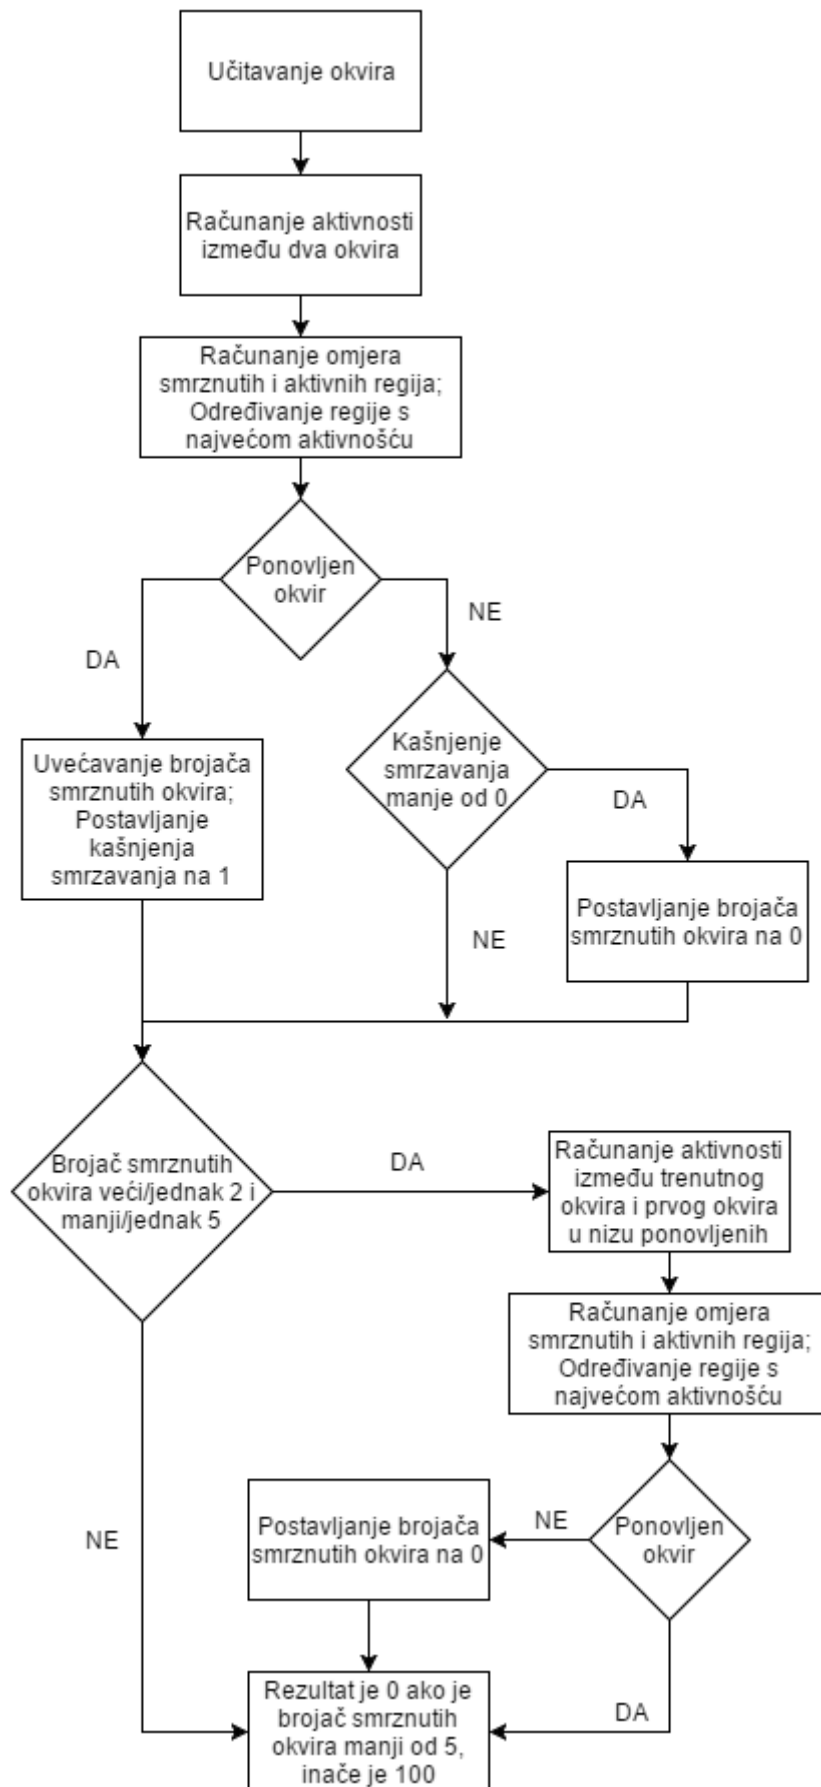 Učitavanje okvira
Računanje aktivnosti
između dva okvira
Računanje omjera
smrznutih i aktivnih regija;
Određivanje regije s
najvećom aktivnošću
Ponovljen
okvir
DA
NE
Uvećavanje brojača
smrznutih okvira;
Postavljanje
kašnjenja
smrzavanja na 1
Kašnjenje
smrzavanja
manje od 0
DA
NE
Postavljanje brojača
smrznutih okvira na 0
Brojač smrznutih
okvira veći/jednak 2 i
manji/jednak 5
DA
Računanje aktivnosti
između trenutnog
okvira i prvog okvira
u nizu ponovljenih
Računanje omjera
smrznutih i aktivnih regija;
Određivanje regije s
najvećom aktivnošću
Ponovljen
okvir
NE
Postavljanje brojača
smrznutih okvira na 0
NE
DA
Rezultat je 0 ako je
brojač smrznutih
okvira manji od 5,
inače je 100